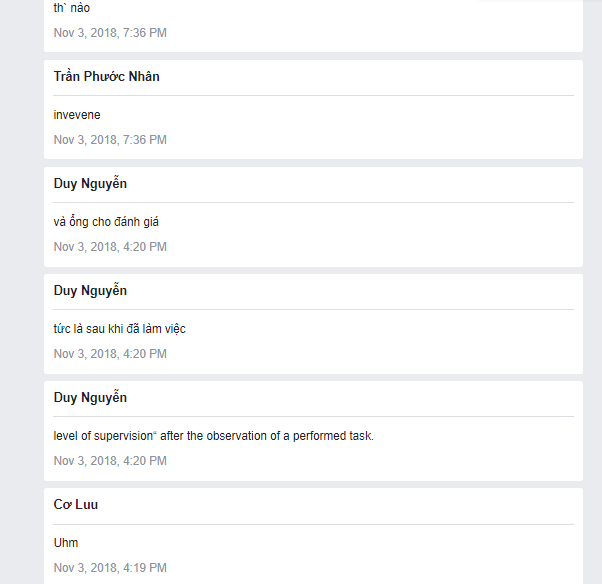 th` nào
Nov 3, 2018, 7:36 PM
Trần Phước Nhân
invevene
Nov 3, 2018, 7:36 PM
Duy Nguyễn
vả ổng cho đánh giá
Nov 3, 2018, 4:20 PM
Duy Nguyễn
tức là sau khi đã làm việc
Nov 3, 2018, 4:20 PM
Duy Nguyễn
level of supervision“ after the observation of a performed task.
Nov 3, 2018, 4:20 PM
Cơ Luu
Uhm
Nov 3, 2018, 4:19 PM